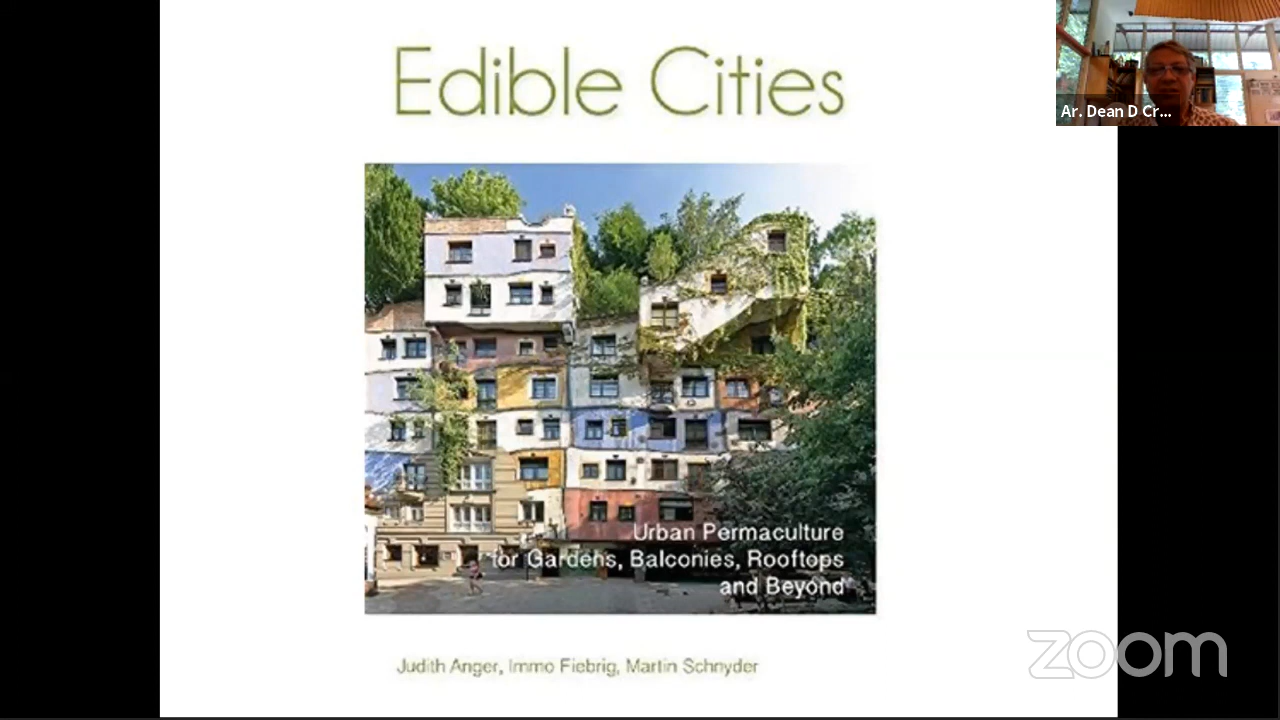 Edible Cities
Ar. Dean D Cr...
Urban Permaculture
for Gardens, Balconies, Rooftops
and Beyond
Judith Anger, Immo Fiebrig, Martin Schnyder
zoom